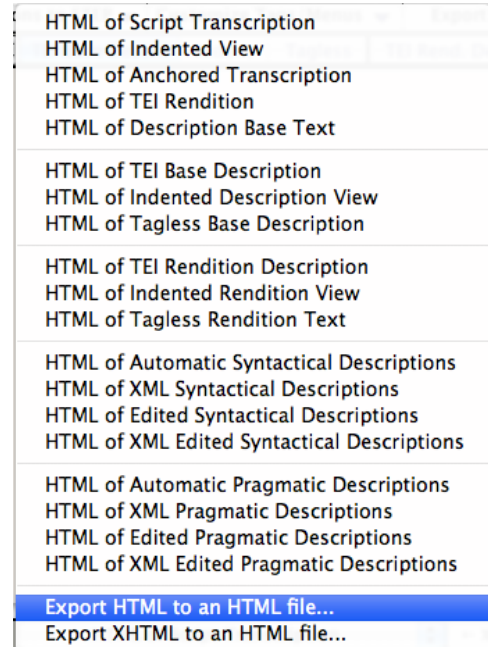 HTML of Script Transcription
HTML of Indented View
HTML of Anchored Transcription
HTML of TEI Rendition
HTML of Description Base Text
HTML of TEI Base Description
HTML of Indented Description View
HTML of Tagless Base Description
HTML of TEI Rendition Description
HTML of Indented Rendition View
HTML of Tagless Rendition Text
HTML of Automatic Syntactical Descriptions
HTML of XML Syntactical Descriptions
HTML of Edited Syntactical Descriptions
HTML of XML Edited Syntactical Descriptions
HTML of Automatic Pragmatic Descriptions
HTML of XML Pragmatic Descriptions
HTML of Edited Pragmatic Descriptions
HTML of XML Edited Pragmatic Descriptions
Export HTML to an HTML file...
Export XHTML to an HTML file...